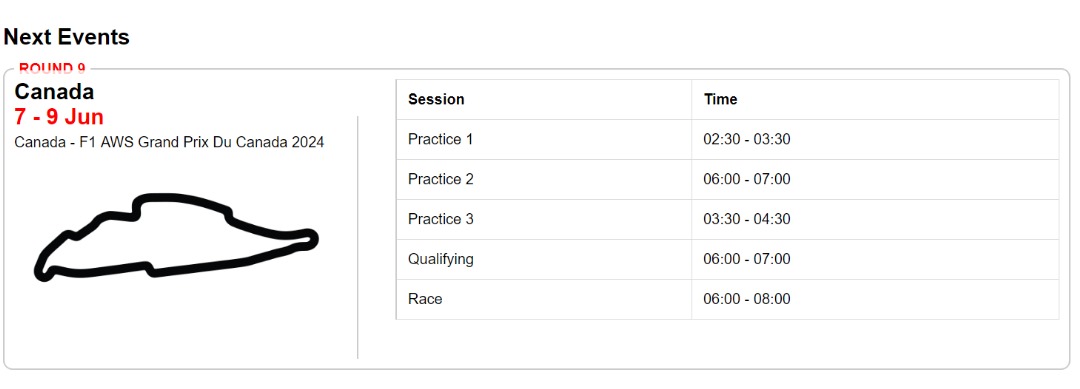 Next Events
ROUND 9
Canada
7 - 9 Jun
Canada - F1 AWS Grand Prix Du Canada 2024
Session Time
Practice 1 02:30 - 03:30
Practice 2 06:00 - 07:00
Practice 3 03:30 - 04:30
Qualifying 06:00 - 07:00
Race 06:00 - 08:00